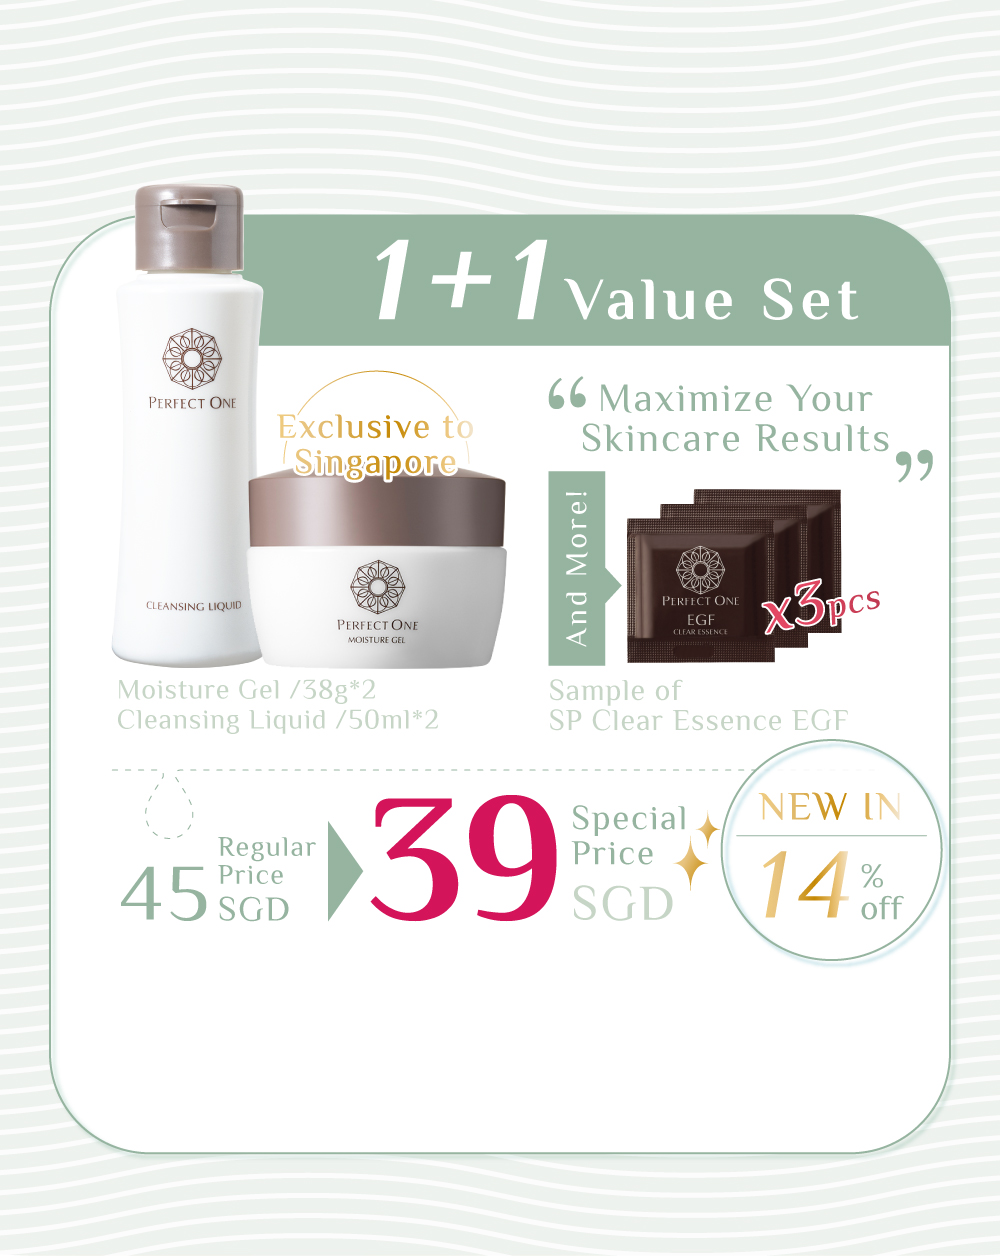 1+1 Value Set
PERFECT ONE
CLEANSING LIQUID
Exclusive to
Singapore
PERFECT ONE
MOISTURE GEL
“ Maximize Your
Skincare Results ”
And More!
PERFECT ONE
EGF
CLEAR ESSENCE
x3pcs
Moisture Gel /38g*2
Cleansing Liquid /50ml*2
Sample of
SP Clear Essence EGF
45 Regular
Price
SGD
39 Special
Price
SGD
NEW IN
14%
off